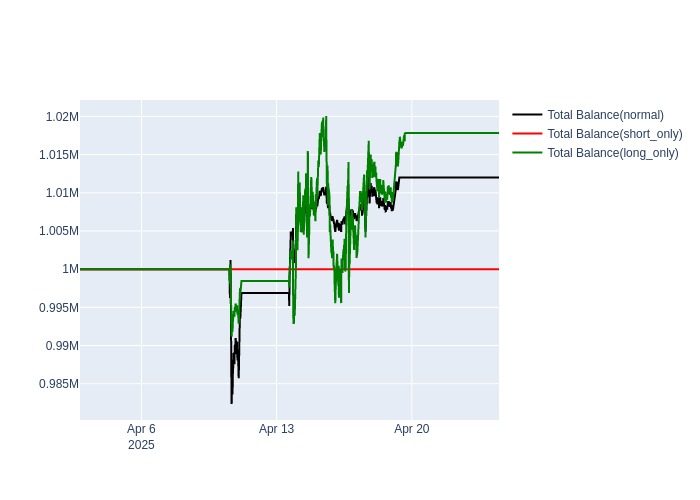 1.02M
1.015M
1.01M
1.005M
1M
0.995M
0.99M
0.985M
Apr 6
2025
Apr 13
Apr 20
Total Balance(normal)
Total Balance(short_only)
Total Balance(long_only)